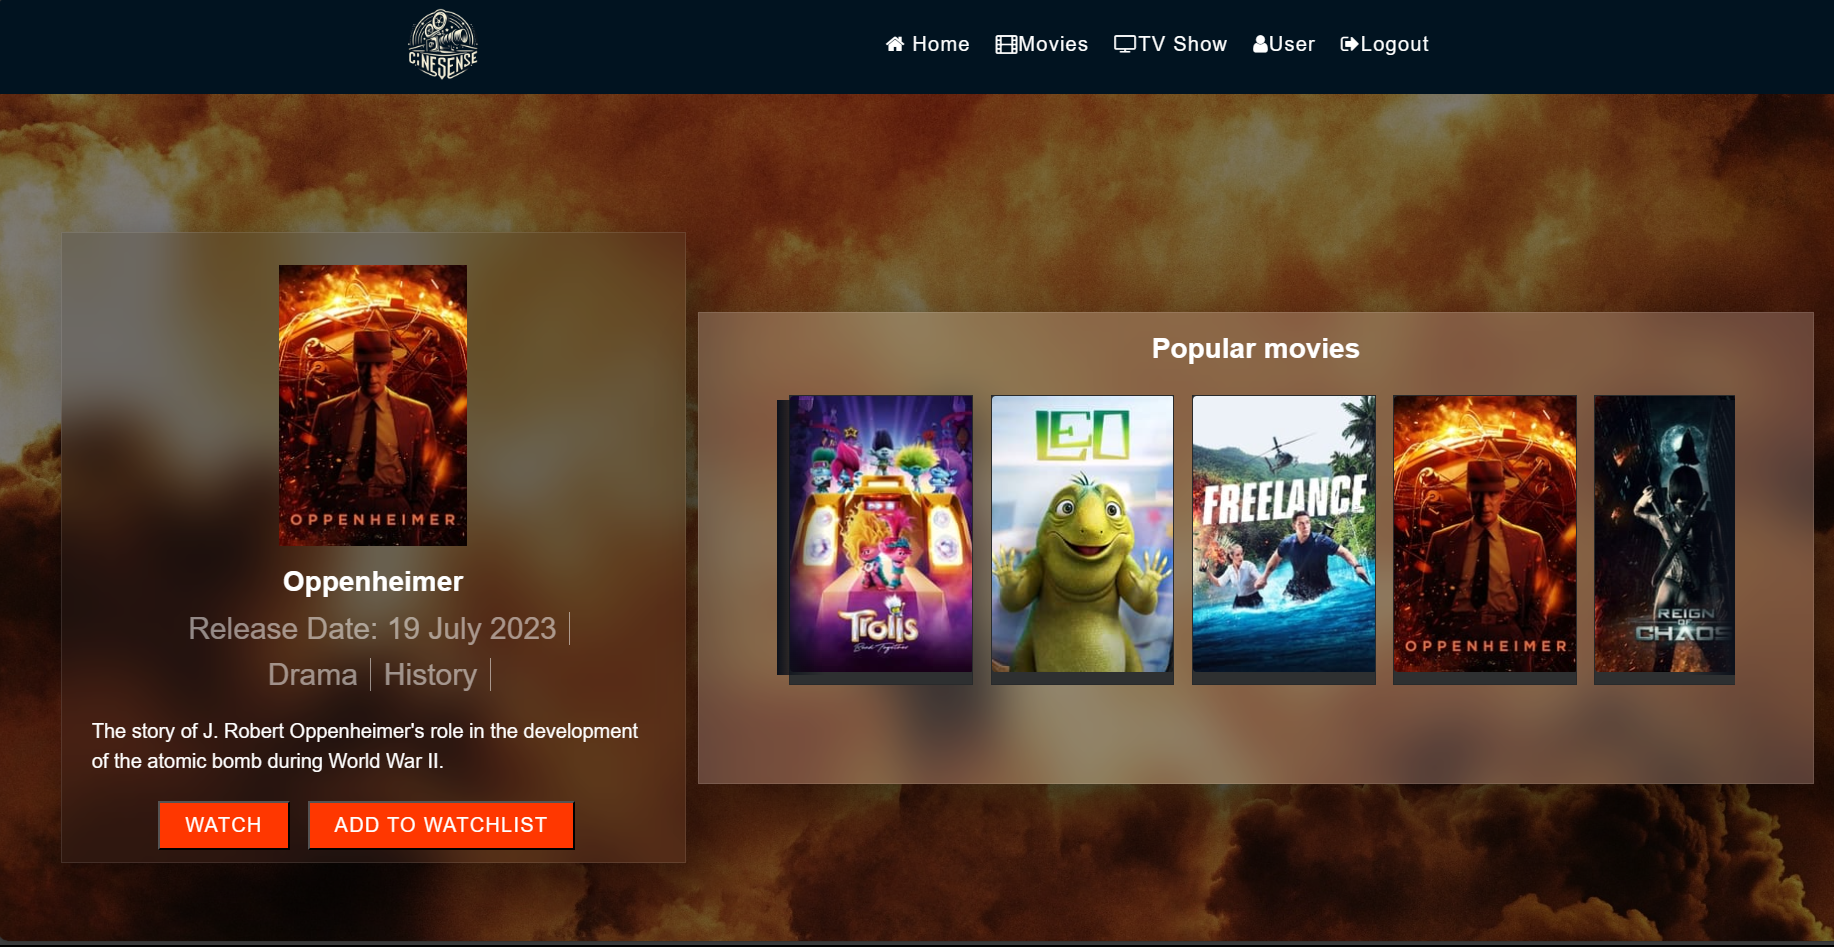 CINESENSE
Home Movies TV Show User Logout
OPPENHEIMER
Oppenheimer
Release Date: 19 July 2023
Drama History
The story of J. Robert Oppenheimer's role in the development
of the atomic bomb during World War II.
WATCH ADD TO WATCHLIST
Popular movies
Trolls
Band Together
LEO
FREELANCE
OPPENHEIMER
REIGN
OF
CHAOS